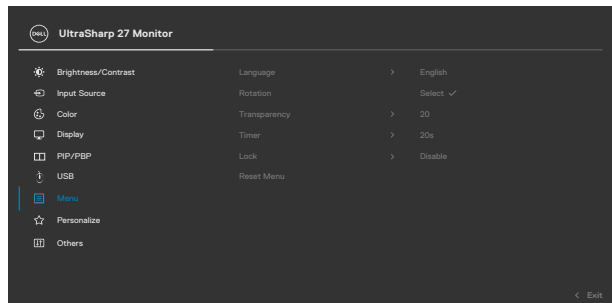 DELL UltraSharp 27 Monitor
Brightness/Contrast Language > English
Input Source Rotation Select ✓
Color Transparency > 20
Display Timer > 20s
PIP/PBP Lock > Disable
USB Reset Menu
Menu
Personalize
Others
< Exit